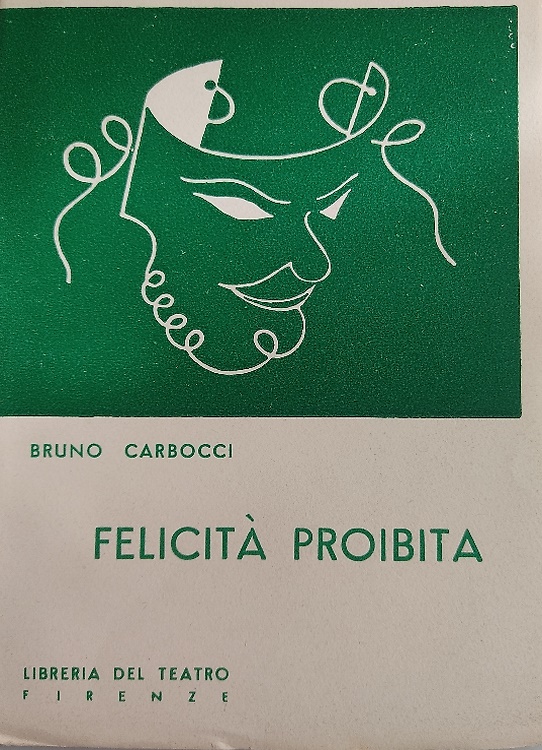 BRUNO CARBOCCI
FELICITÀ PROIBITA
LIBRERIA DEL TEATRO
FIRENZE